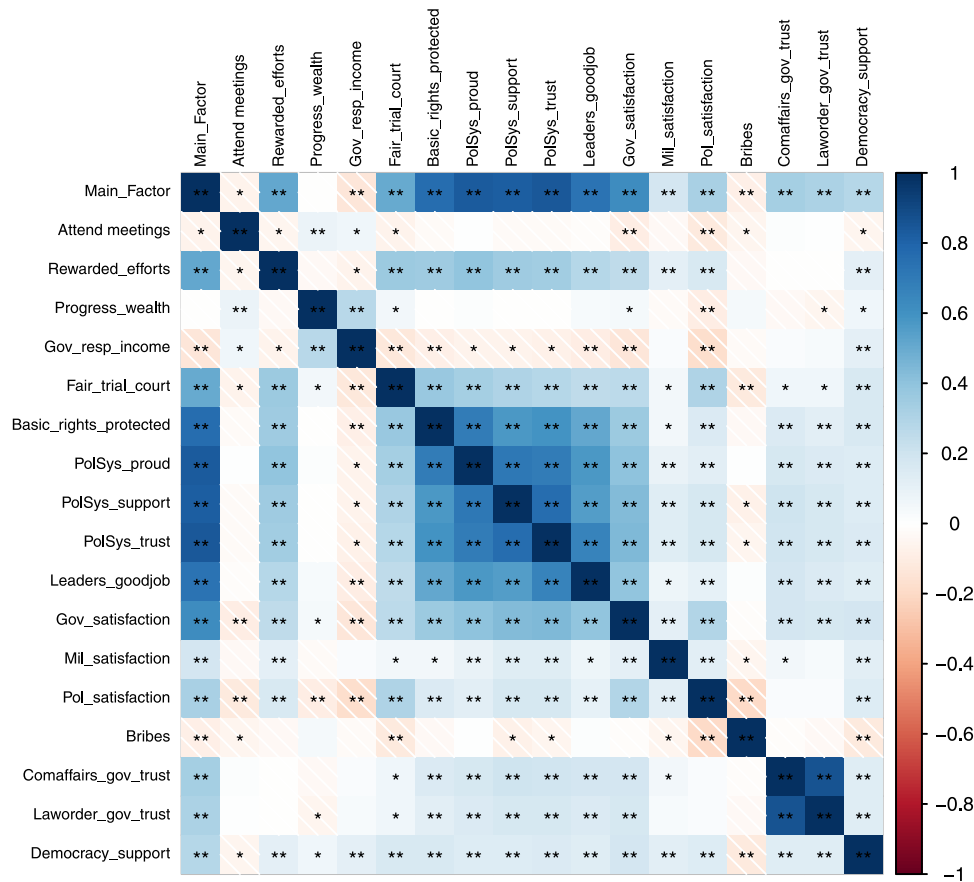 Main_Factor
Attend meetings
Rewarded_efforts
Progress_wealth
Gov_resp_income
Fair_trial_court
Basic_rights_protected
PolSys_proud
PolSys_support
PolSys_trust
Leaders_goodjob
Gov_satisfaction
Mil_satisfaction
Pol_satisfaction
Bribes
Comaffairs_gov_trust
Laworder_gov_trust
Democracy_support
Main_Factor ** * ** ** ** ** ** ** ** ** ** ** ** ** ** ** **
Attend meetings * ** * ** * * ** ** * *
Rewarded_efforts ** * ** * ** ** ** ** ** ** ** ** ** **
Progress_wealth ** ** ** * * ** * *
Gov_resp_income ** * * ** ** ** ** * * * ** ** ** **
Fair_trial_court ** * ** * ** ** ** ** ** ** ** ** * ** ** * * **
Basic_rights_protected ** ** ** ** ** ** ** ** ** ** * ** ** ** **
PolSys_proud ** ** * ** ** ** ** ** ** ** ** ** ** ** **
PolSys_support ** ** * ** ** ** ** ** ** ** ** ** * ** ** **
PolSys_trust ** ** * ** ** ** ** ** ** ** ** ** * ** ** **
Leaders_goodjob ** ** ** ** ** ** ** ** ** ** * ** ** ** **
Gov_satisfaction ** ** ** * ** ** ** ** ** ** ** ** ** ** ** ** **
Mil_satisfaction ** ** * * ** ** ** * ** ** ** * * **
Pol_satisfaction ** ** ** ** ** ** ** ** ** ** ** ** ** ** ** **
Bribes ** * ** * * * ** ** **
Comaffairs_gov_trust ** * ** ** ** ** ** ** * ** ** **
Laworder_gov_trust ** * * ** ** ** ** ** ** ** ** **
Democracy_support ** * ** * ** ** ** ** ** ** ** ** ** ** ** ** ** **
1
0.8
0.6
0.4
0.2
0
−0.2
−0.4
−0.6
−0.8
−1